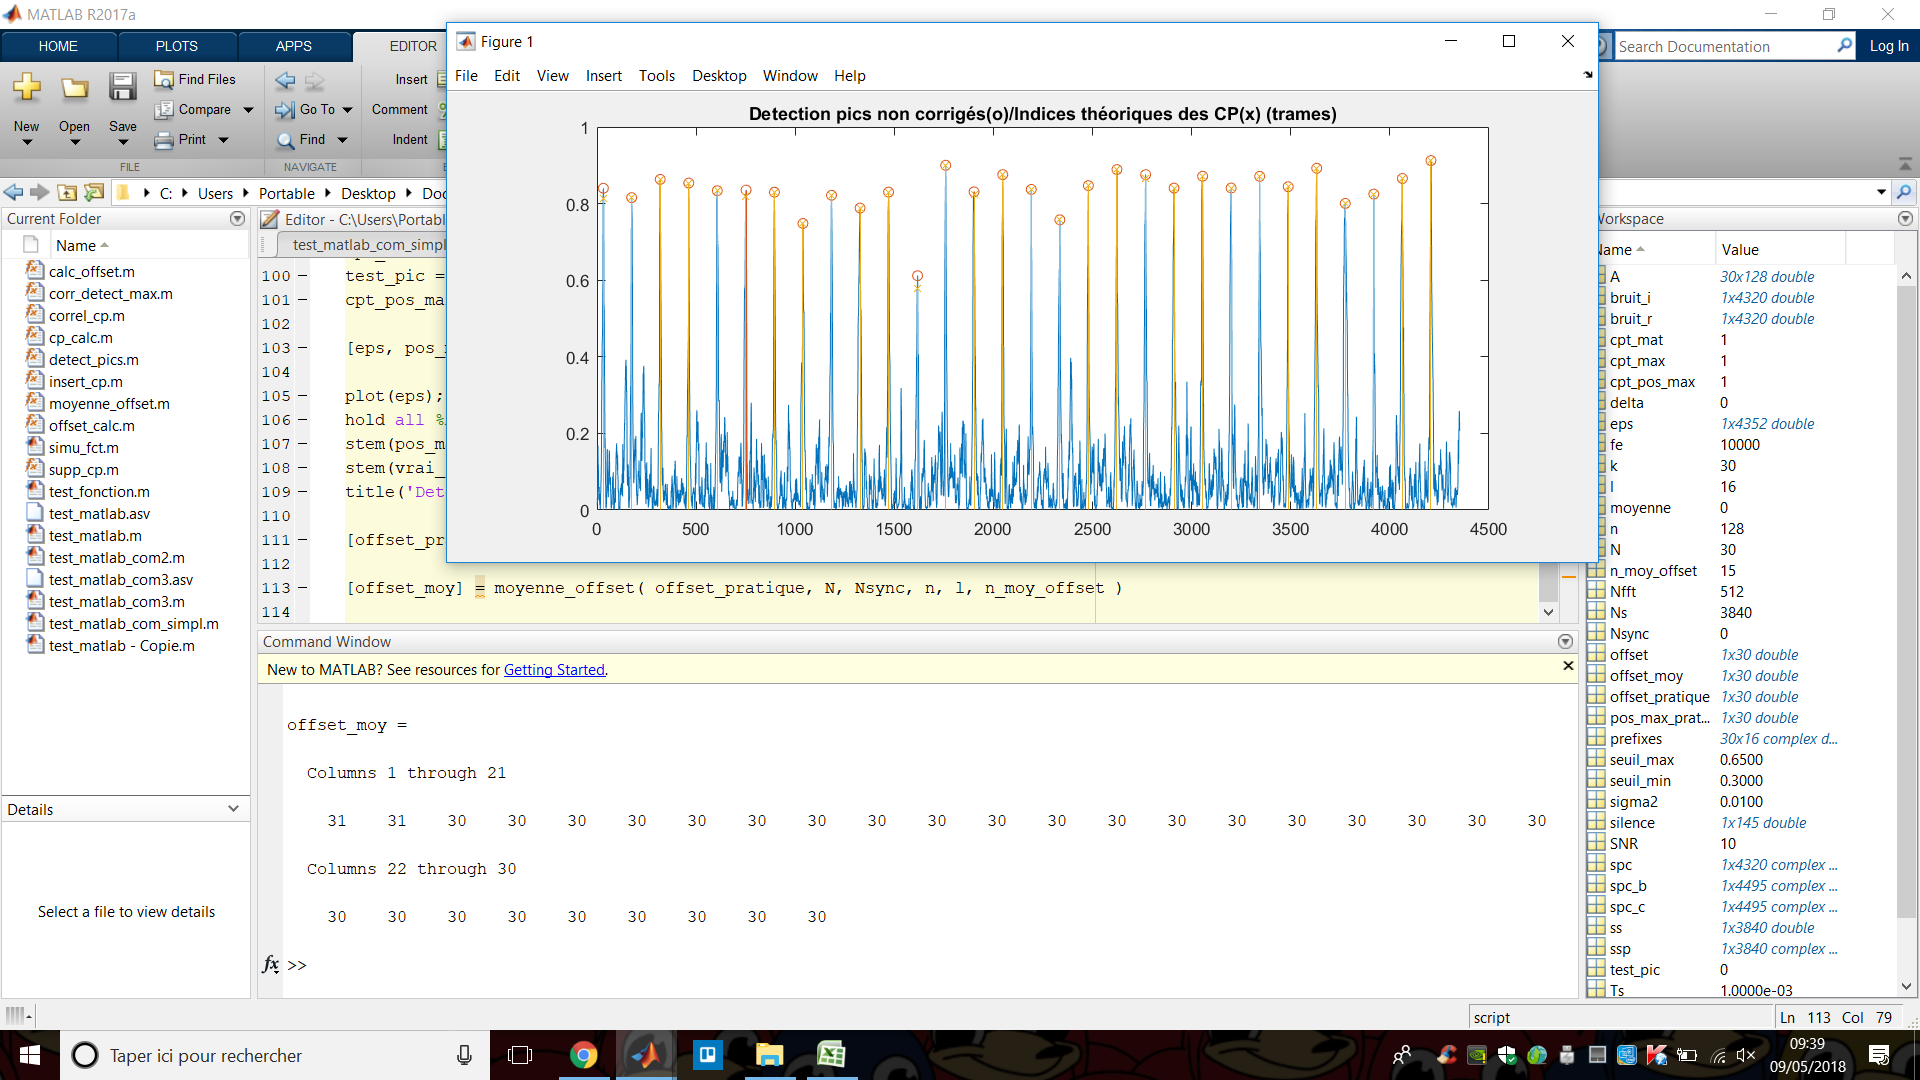 MATLAB R2017a
HOME PLOTS APPS EDITOR
Search Documentation Log In
New Open Save
Find Files
Compare
Print
Go To
Find
Insert
Comment
Indent
FILE NAVIGATE
C: Users Portable Desktop
Current Folder
Name
calc_offset.m
corr_detect_max.m
correl_cp.m
cp_calc.m
detect_pics.m
insert_cp.m
moyenne_offset.m
offset_calc.m
simu_fct.m
supp_cp.m
test_fonction.m
test_matlab.asv
test_matlab.m
test_matlab_com2.m
test_matlab_com3.asv
test_matlab_com3.m
test_matlab_com_simpl.m
test_matlab - Copie.m
Details
Select a file to view details
Editor - C:\Users\Portabl
test_matlab_com_simpl
100 test_pic =
101 cpt_pos_ma
102
103 [eps, pos_
104
105 plot(eps);
106 hold all %
107 stem(pos_m
108 stem(vrai_
109 title('Det
110
111 [offset_pr
112
113 [offset_moy] = moyenne_offset( offset_pratique, N, Nsync, n, l, n_moy_offset )
114
Figure 1
File Edit View Insert Tools Desktop Window Help
Detection pics non corrigés(o)/Indices théoriques des CP(x) (trames)
1
0.8
0.6
0.4
0.2
0
0 500 1000 1500 2000 2500 3000 3500 4000 4500
Command Window
New to MATLAB? See resources for Getting Started.
offset_moy =
Columns 1 through 21
31 31 30 30 30 30 30 30 30 30 30 30 30 30 30 30 30 30 30 30 30
Columns 22 through 30
30 30 30 30 30 30 30 30 30
fx >>
Workspace
Name Value
A 30x128 double
bruit_i 1x4320 double
bruit_r 1x4320 double
cpt_mat 1
cpt_max 1
cpt_pos_max 1
delta 0
eps 1x4352 double
fe 10000
k 30
l 16
moyenne 0
n 128
N 30
n_moy_offset 15
Nfft 512
Ns 3840
Nsync 0
offset 1x30 double
offset_moy 1x30 double
offset_pratique 1x30 double
pos_max_prat... 1x30 double
prefixes 30x16 complex d...
seuil_max 0.6500
seuil_min 0.3000
sigma2 0.0100
silence 1x145 double
SNR 10
spc 1x4320 complex ...
spc_b 1x4495 complex ...
spc_c 1x4495 complex ...
ss 1x3840 double
ssp 1x3840 complex ...
test_pic 0
Ts 1.0000e-03
script Ln 113 Col 79
Taper ici pour rechercher
09:39
09/05/2018